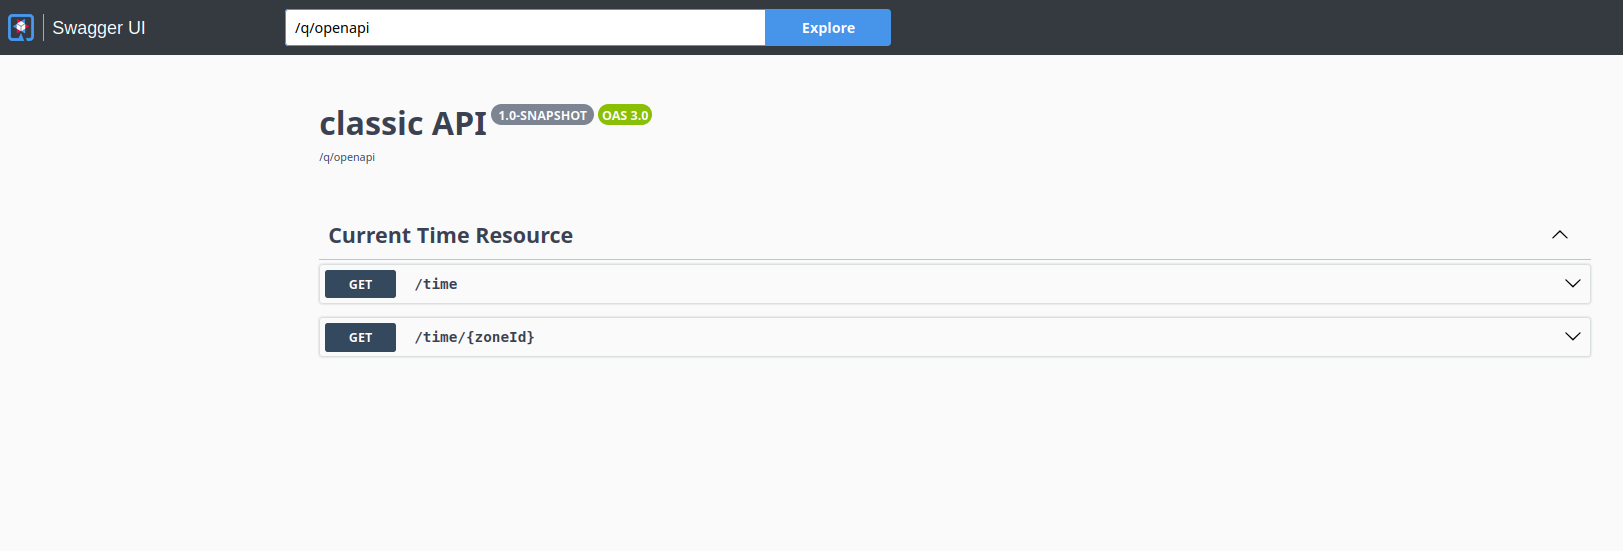 Swagger UI
/q/openapi
Explore
classic API 1.0-SNAPSHOT OAS 3.0
/q/openapi
Current Time Resource
GET /time
GET /time/{zoneId}